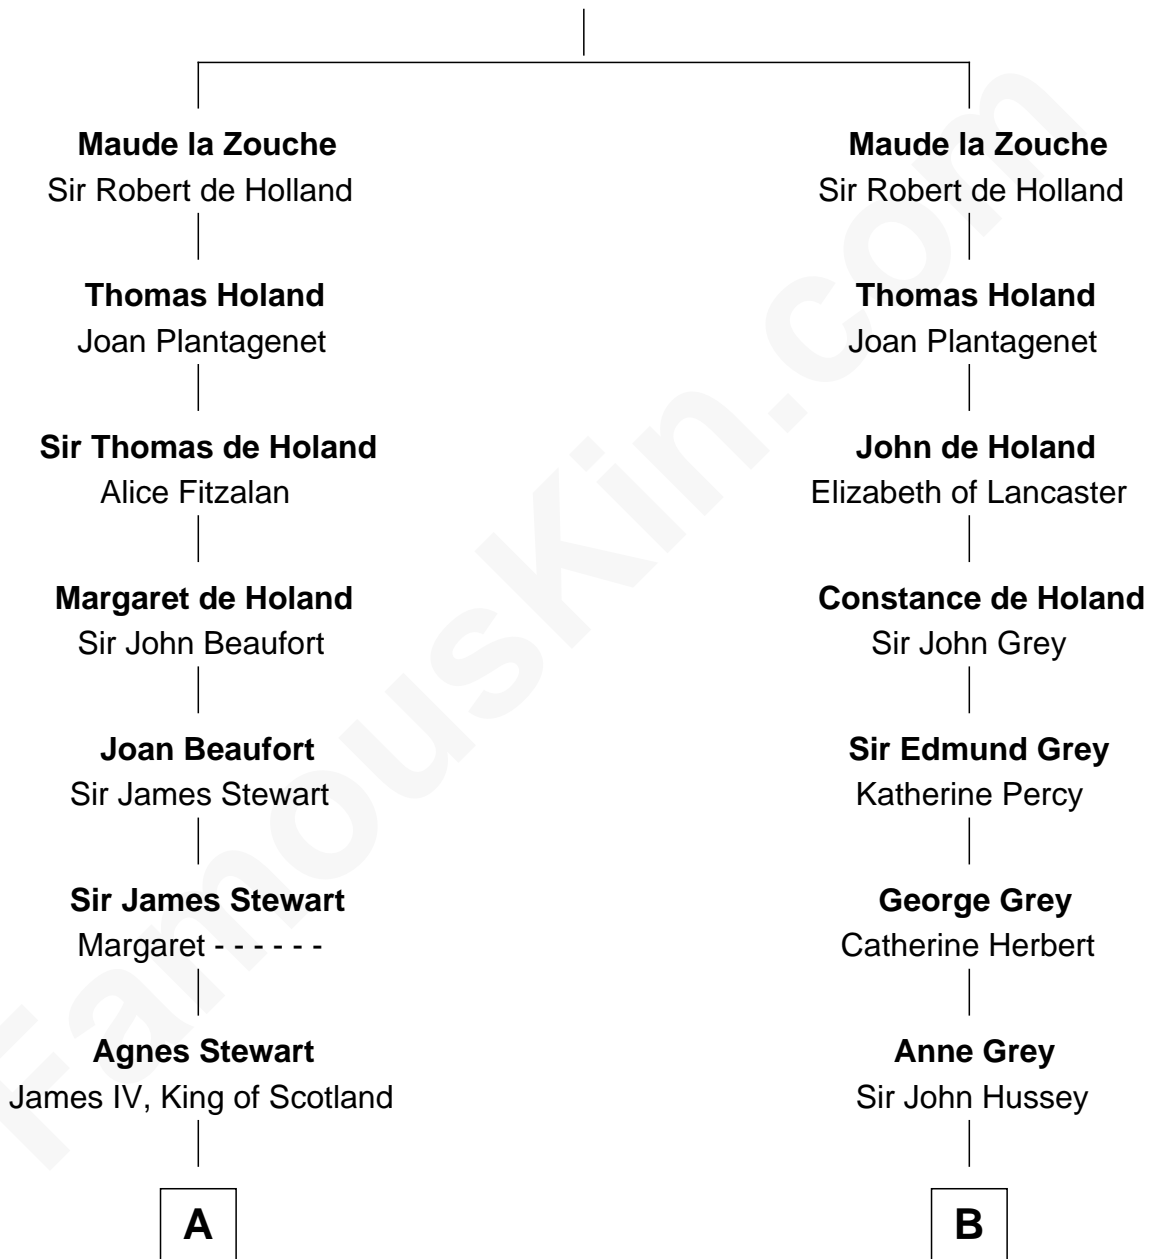 Maude la Zouche
Sir Robert de Holland
Thomas Holand
Joan Plantagenet
Sir Thomas de Holand
Alice Fitzalan
Margaret de Holand
Sir John Beaufort
Joan Beaufort
Sir James Stewart
Sir James Stewart
Margaret - - - - - -
Agnes Stewart
James IV, King of Scotland
A
Maude la Zouche
Sir Robert de Holland
Thomas Holand
Joan Plantagenet
John de Holand
Elizabeth of Lancaster
Constance de Holand
Sir John Grey
Sir Edmund Grey
Katherine Percy
George Grey
Catherine Herbert
Anne Grey
Sir John Hussey
B
FamousKin.com